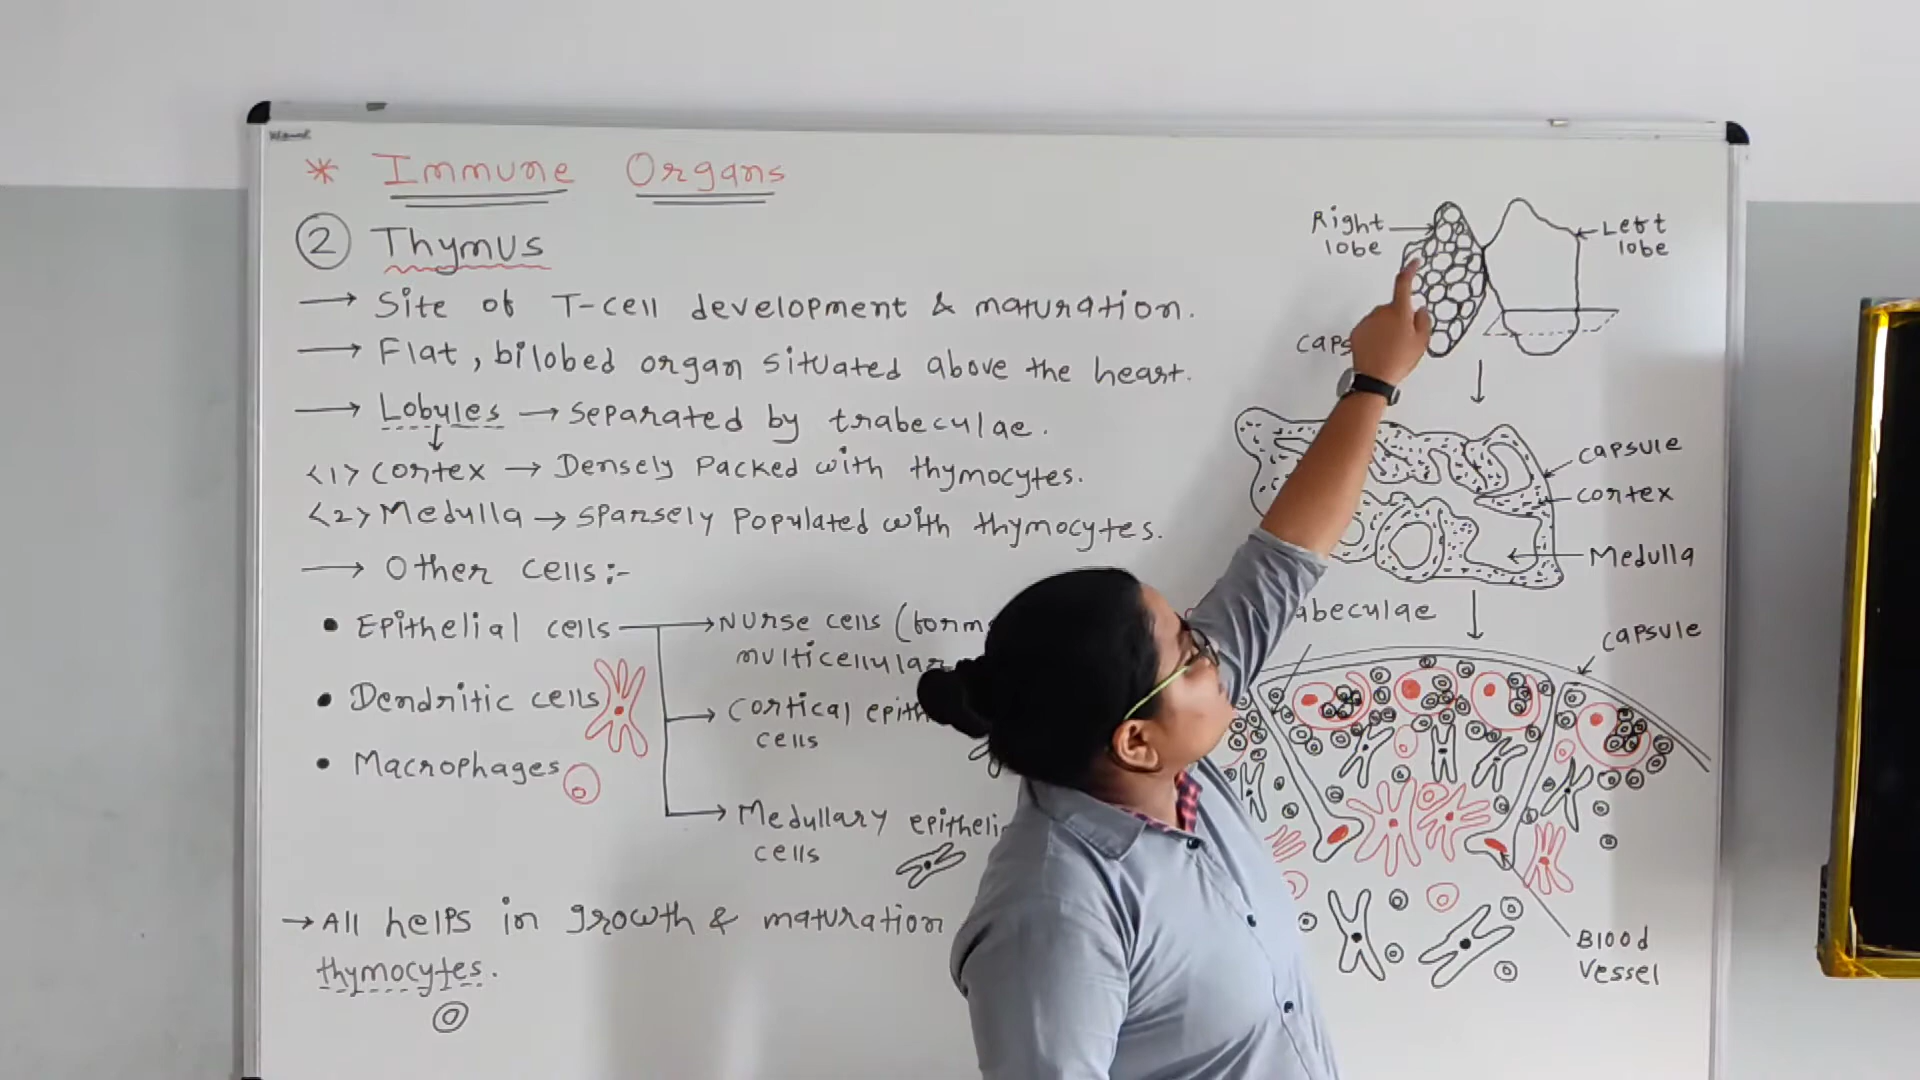 * Immune Organs
② Thymus
→ Site of T-cell development & maturation.
→ Flat, bilobed organ situated above the heart.
→ Lobules → Separated by trabeculae.
↓
<1> Cortex → Densely Packed with thymocytes.
<2> Medulla → Sparsely Populated with thymocytes.
→ Other cells:-
• Epithelial cells → Nurse cells (form
multicellular
• Dendritic cells
→ Cortical epith
cells
• Macrophages
→ Medullary epitheli
cells
→ All helps in growth & maturation
thymocytes.
Right
lobe
Left
lobe
caps
capsule
cortex
Medulla
abeculae
capsule
Blood
Vessel